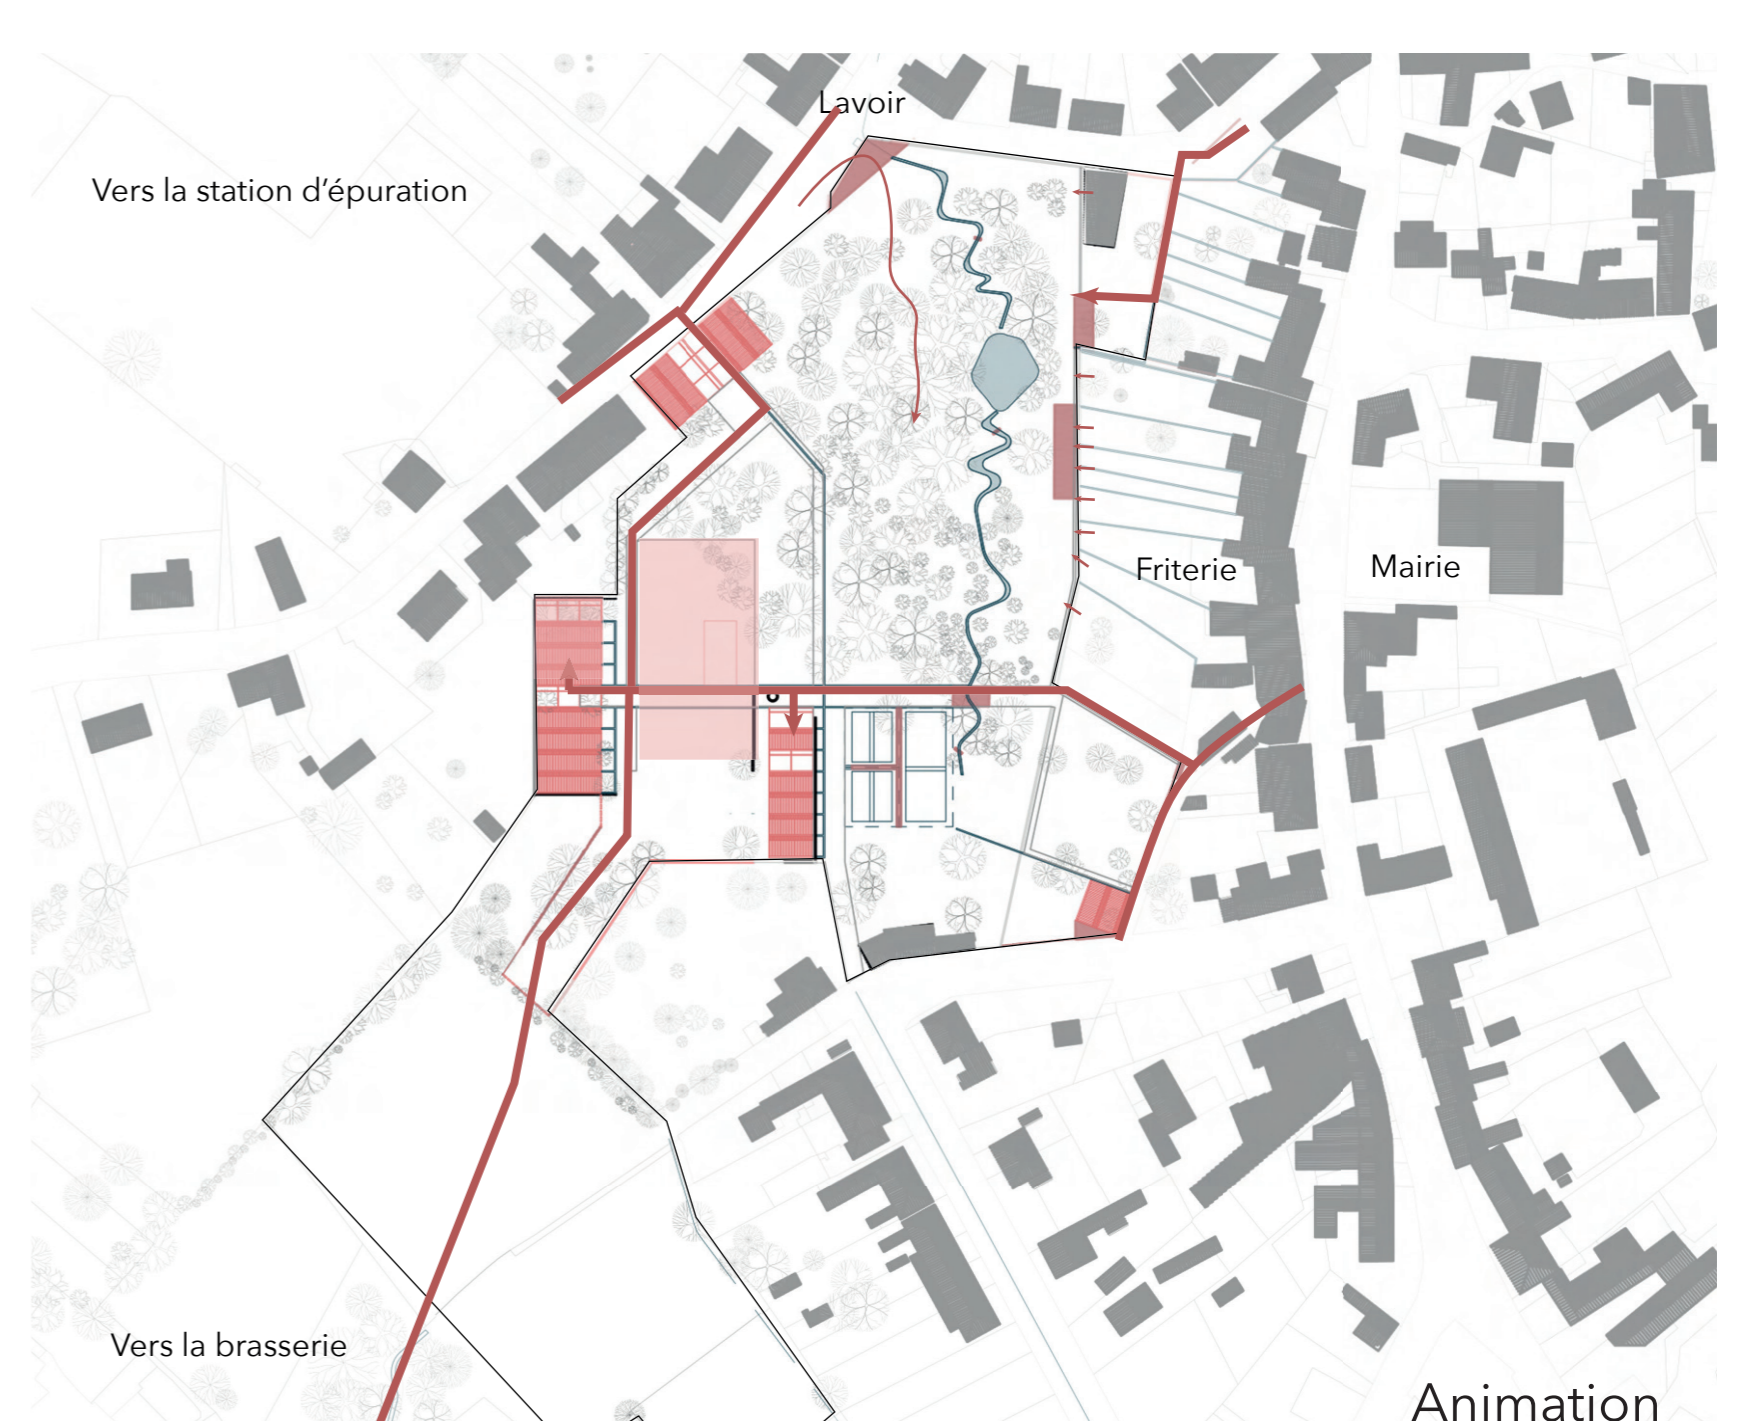 Lavoir
Vers la station d’épuration
Friterie
Mairie
Vers la brasserie
Animation